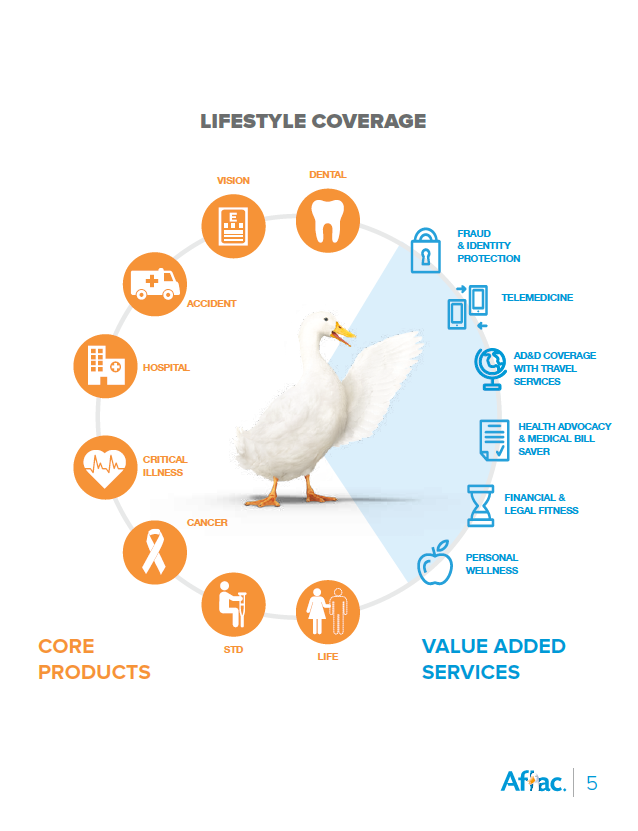 LIFESTYLE COVERAGE
DENTAL
VISION
E
ACCIDENT
HOSPITAL
CRITICAL
ILLNESS
CANCER
STD
LIFE
FRAUD
& IDENTITY
PROTECTION
TELEMEDICINE
AD&D COVERAGE
WITH TRAVEL
SERVICES
HEALTH ADVOCACY
& MEDICAL BILL
SAVER
FINANCIAL &
LEGAL FITNESS
PERSONAL
WELLNESS
CORE
PRODUCTS
VALUE ADDED
SERVICES
Aflac.
5